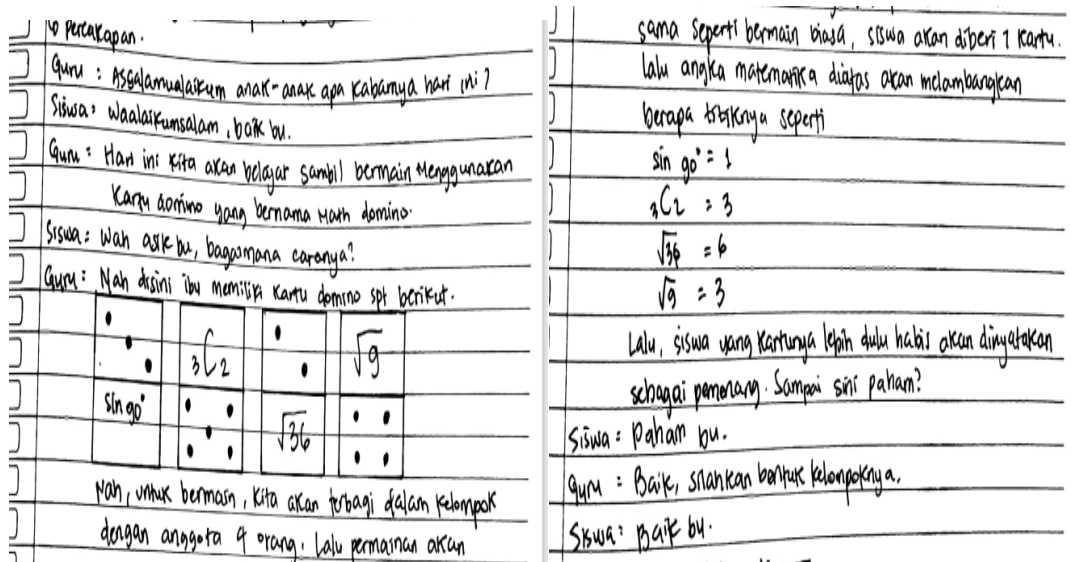 percakapan.
Guru : Assalamualaikum anak-anak apa kabarnya hari ini?
Siswa: Waalaikumsalam, baik bu.
Guru : Hari ini kita akan belajar sambil bermain menggunakan
kartu domino yang bernama Math domino.
Siswa: Wah asik bu, bagaimana caranya?
Guru : Nah disini ibu memiliki kartu domino spt berikut.
₃C₂
√9
sin 90°
√36
Nah, untuk bermain, kita akan terbagi dalam kelompok
dengan anggota 4 orang. Lalu permainan akan
sama seperti bermain biasa, siswa akan diberi 7 kartu.
Lalu angka matematika diatas akan melambangkan
berapa titiknya seperti
sin 90° = 1
₃C₂ = 3
√36 = 6
√9 = 3
Lalu, siswa yang kartunya lebih dulu habis akan dinyatakan
sebagai pemenang. Sampai sini paham?
Siswa: Paham bu.
Guru : Baik, silahkan bentuk kelompoknya.
Siswa: Baik bu.